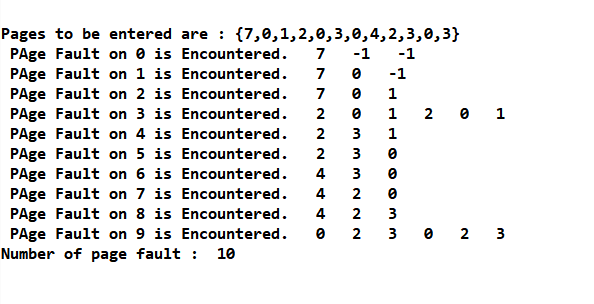 Pages to be entered are : {7,0,1,2,0,3,0,4,2,3,0,3}
PAge Fault on 0 is Encountered. 7 -1 -1
PAge Fault on 1 is Encountered. 7 0 -1
PAge Fault on 2 is Encountered. 7 0 1
PAge Fault on 3 is Encountered. 2 0 1 2 0 1
PAge Fault on 4 is Encountered. 2 3 1
PAge Fault on 5 is Encountered. 2 3 0
PAge Fault on 6 is Encountered. 4 3 0
PAge Fault on 7 is Encountered. 4 2 0
PAge Fault on 8 is Encountered. 4 2 3
PAge Fault on 9 is Encountered. 0 2 3 0 2 3
Number of page fault : 10